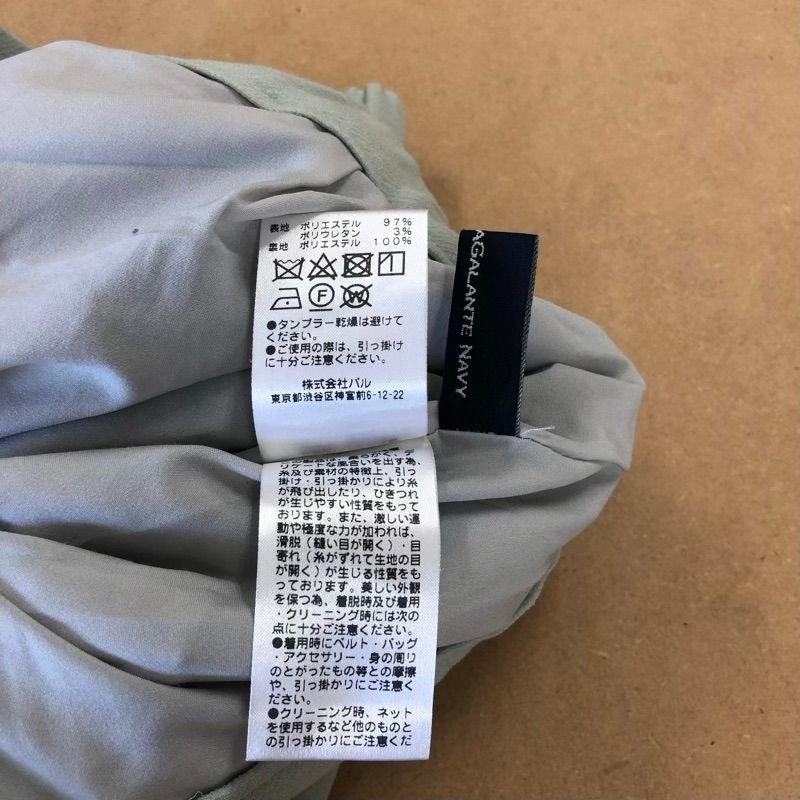 表地 ポリエステル 97%
ポリウレタン 3%
裏地 ポリエステル 100%
F
W
●タンブラー乾燥は避けて
ください。
●ご使用の際は、引っ掛け
に十分ご注意ください。
株式会社パル
東京都渋谷区神宮前6-12-22
AGALANTE NAVY
リケートな風合いを出す為、
糸及び素材の特徴上、引っ
掛け・引っ掛かりにより糸
が飛び出したり、ひきつれ
が生じやすい性質をもって
おります。また、激しい運
動や極度な力が加われば、
滑脱(縫い目が開く)・目
寄れ(糸がずれて生地の目
が開く)が生じる性質をも
っております。美しい外観
を保つ為、着脱時及び着用
・クリーニング時には次の
点に十分ご注意ください。
●着用時にベルト・バッグ
・アクセサリー・身の周り
のとがったもの等との摩擦
や、引っ掛かりにご注意く
ださい。
●クリーニング時、ネット
を使用するなど他のものと
の引っ掛かりにご注意くだ